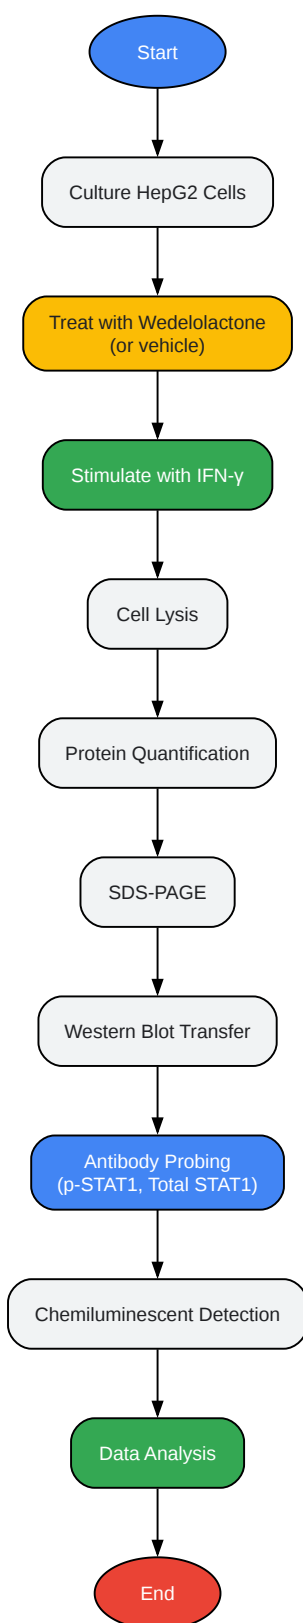 Start
Culture HepG2 Cells
Treat with Wedelolactone
(or vehicle)
Stimulate with IFN-γ
Cell Lysis
Protein Quantification
SDS-PAGE
Western Blot Transfer
Antibody Probing
(p-STAT1, Total STAT1)
Chemiluminescent Detection
Data Analysis
End